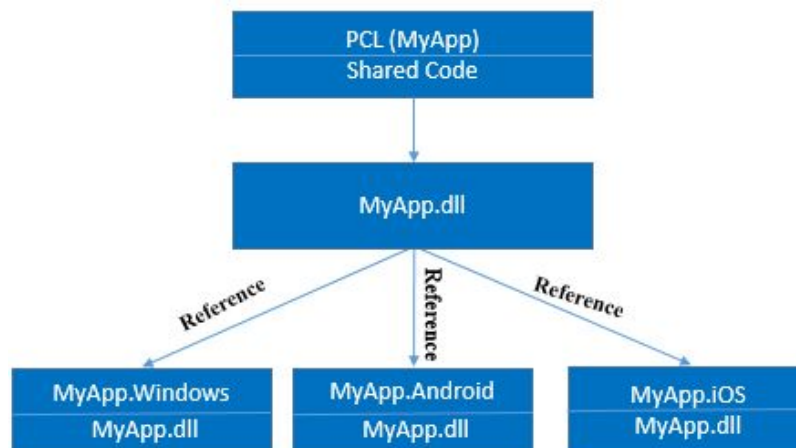 PCL (MyApp)
Shared Code
MyApp.dll
Reference
Reference
Reference
MyApp.Windows
MyApp.dll
MyApp.Android
MyApp.dll
MyApp.iOS
MyApp.dll